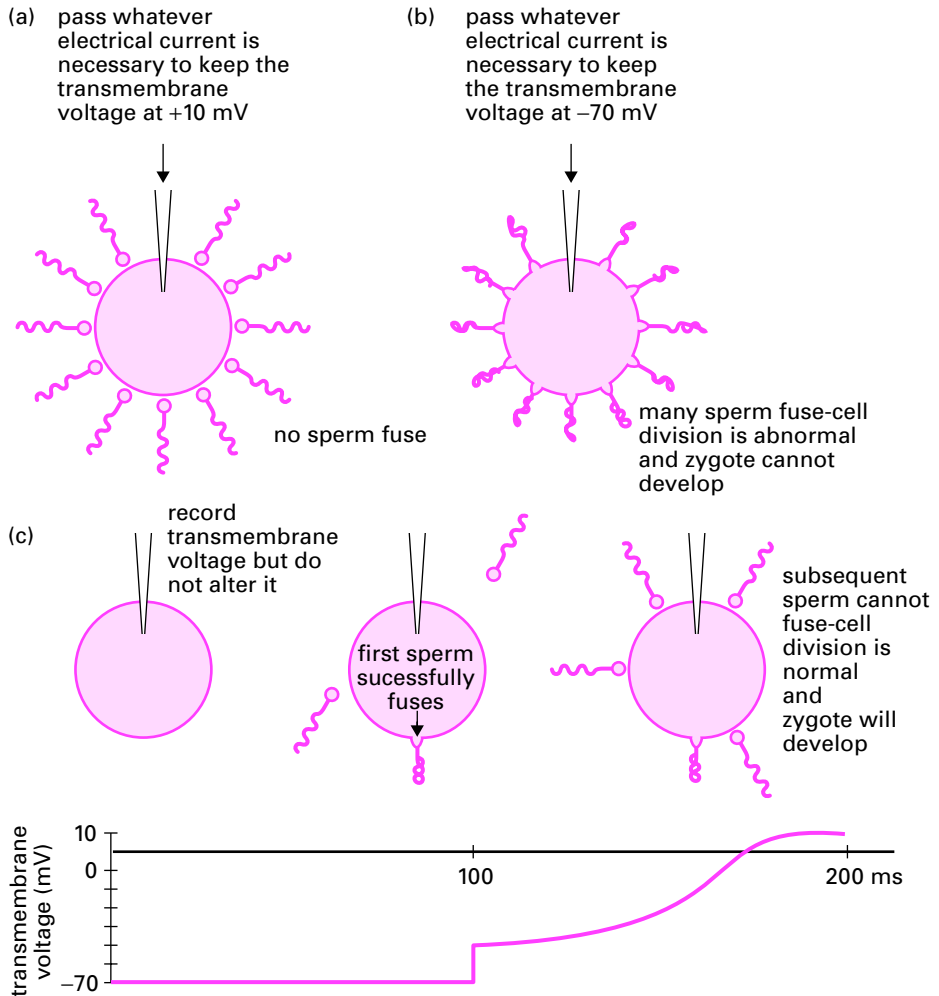 (a) pass whatever
electrical current is
necessary to keep the
transmembrane
voltage at +10 mV
(b) pass whatever
electrical current is
necessary to keep
the transmembrane
voltage at –70 mV
no sperm fuse
many sperm fuse-cell
division is abnormal
and zygote cannot
develop
(c)
record
transmembrane
voltage but do
not alter it
first sperm
sucessfully
fuses
subsequent
sperm cannot
fuse-cell
division is
normal
and
zygote will
develop
transmembrane
voltage (mV)
10
0
–70
100
200 ms